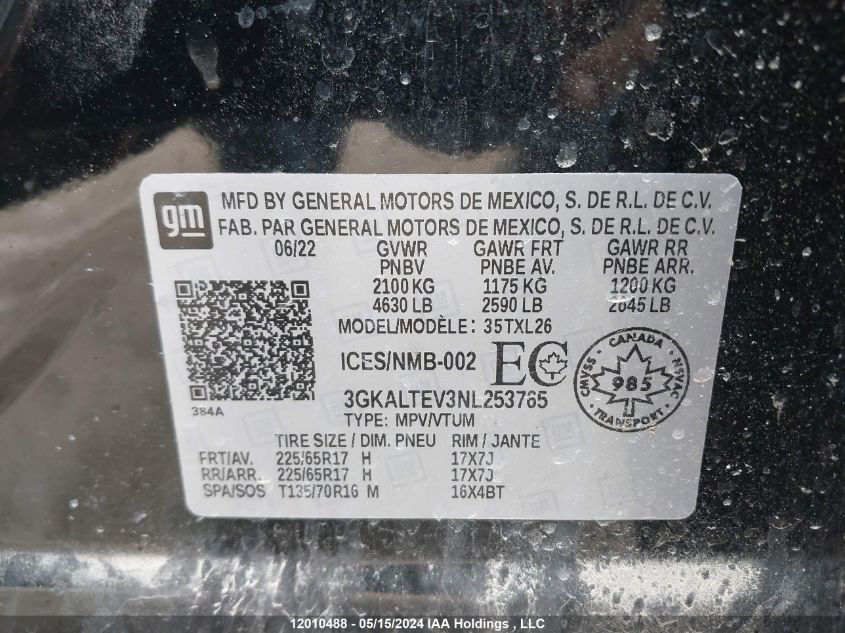 gm
MFD BY GENERAL MOTORS DE MEXICO, S. DE R.L. DE C.V.
FAB. PAR GENERAL MOTORS DE MEXICO, S. DE R.L. DE C.V.
06/22 GVWR GAWR FRT GAWR RR
PNBV PNBE AV. PNBE ARR.
2100 KG 1175 KG 1200 KG
4630 LB 2590 LB 2645 LB
MODEL/MODÈLE: 35TXL26
ICES/NMB-002 EC
CANADA
CMVSS 985 NSVAC
TRANSPORT
3GKALTEV3NL253765
384A
TYPE: MPV/VTUM
TIRE SIZE / DIM. PNEU RIM / JANTE
FRT/AV. 225/65R17 H 17X7J
RR/ARR. 225/65R17 H 17X7J
SPA/SOS T135/70R16 M 16X4BT
12010488 - 05/15/2024 IAA Holdings , LLC